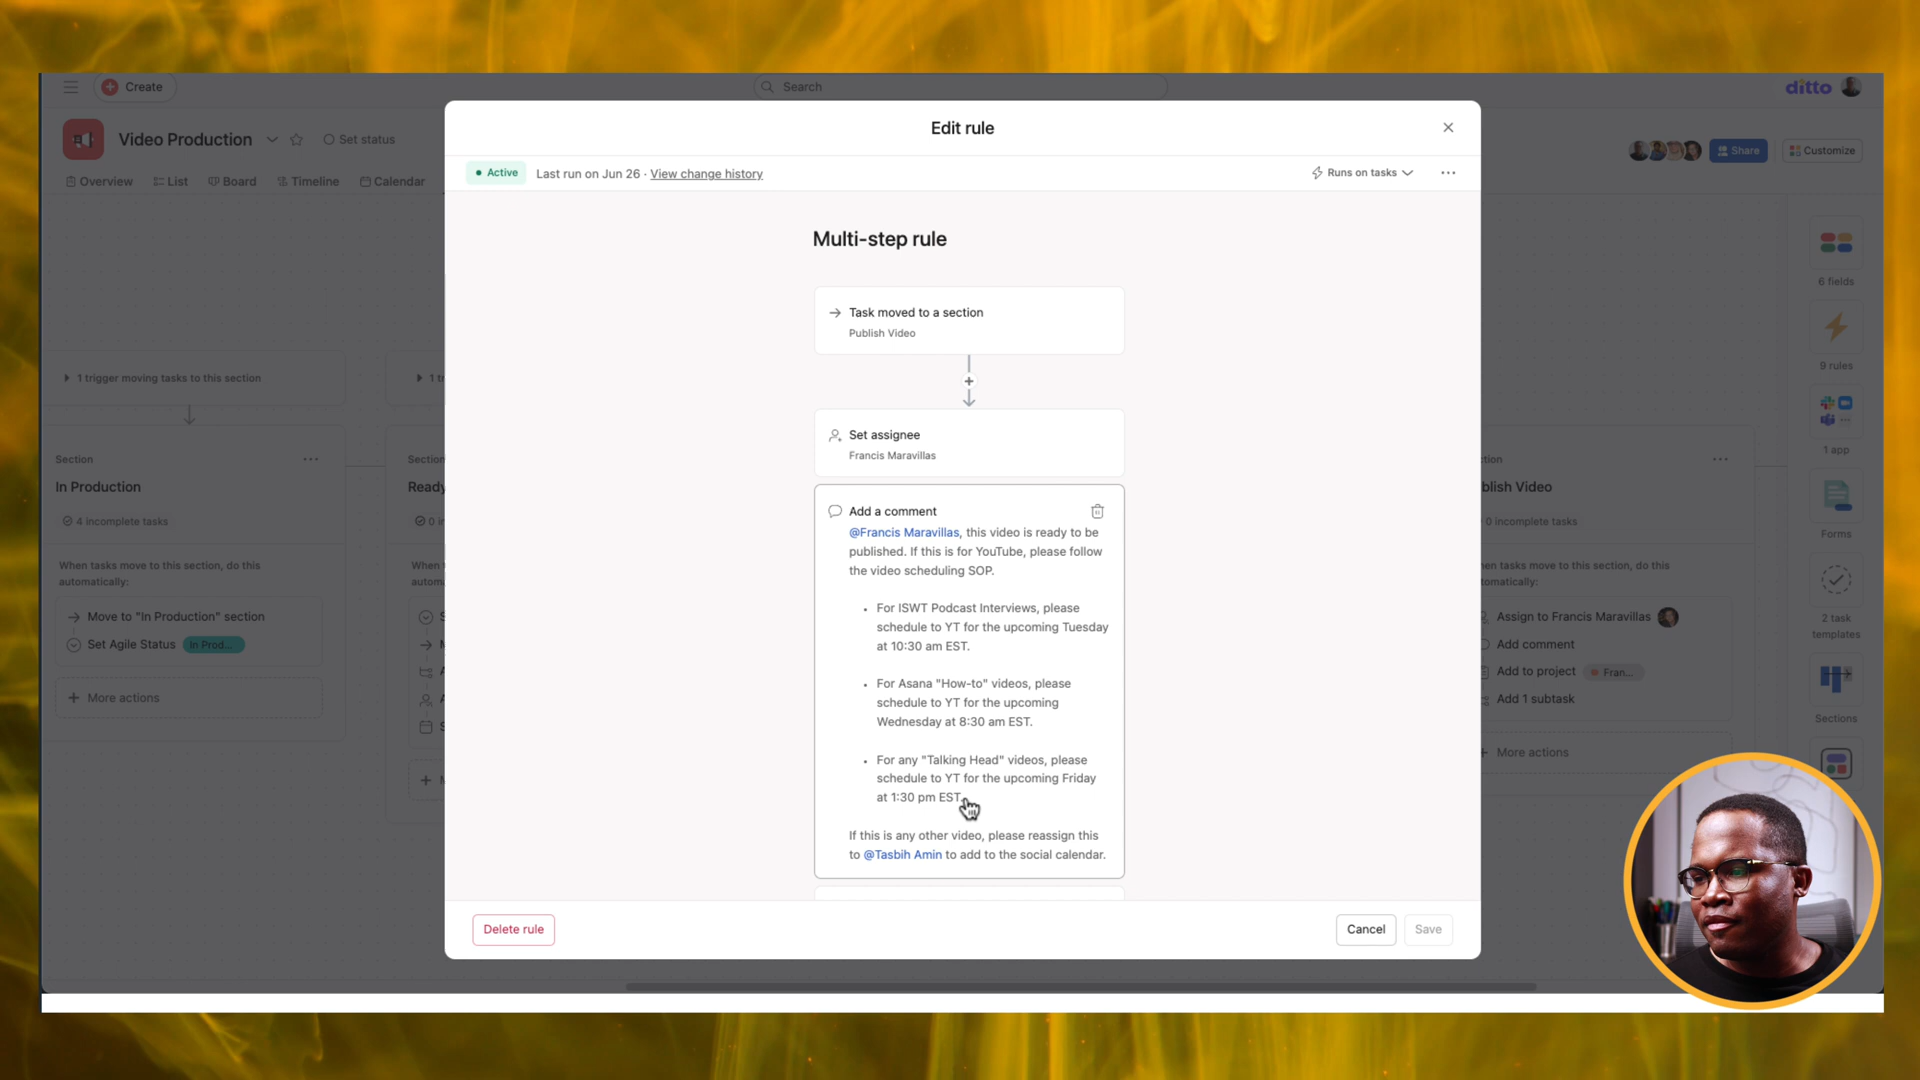 Create
Search
ditto
Video Production
Set status
Share
Customize
Overview
List
Board
Timeline
Calendar
Edit rule
Active
Last run on Jun 26 · View change history
Runs on tasks
Multi-step rule
Task moved to a section
Publish Video
Set assignee
Francis Maravillas
Add a comment
@Francis Maravillas, this video is ready to be
published. If this is for YouTube, please follow
the video scheduling SOP.
• For ISWT Podcast Interviews, please
schedule to YT for the upcoming Tuesday
at 10:30 am EST.
• For Asana "How-to" videos, please
schedule to YT for the upcoming
Wednesday at 8:30 am EST.
• For any "Talking Head" videos, please
schedule to YT for the upcoming Friday
at 1:30 pm EST.
If this is any other video, please reassign this
to @Tasbih Amin to add to the social calendar.
Delete rule
Cancel
Save
1 trigger moving tasks to this section
Section
In Production
4 incomplete tasks
When tasks move to this section, do this
automatically:
Move to "In Production" section
Set Agile Status
In Prod...
More actions
1 t
Section
Ready
0 i
When
autom
ction
blish Video
0 incomplete tasks
en tasks move to this section, do this
tomatically:
Assign to Francis Maravillas
Add comment
Add to project
Fran...
Add 1 subtask
More actions
6 fields
9 rules
1 app
Forms
2 task
templates
Sections